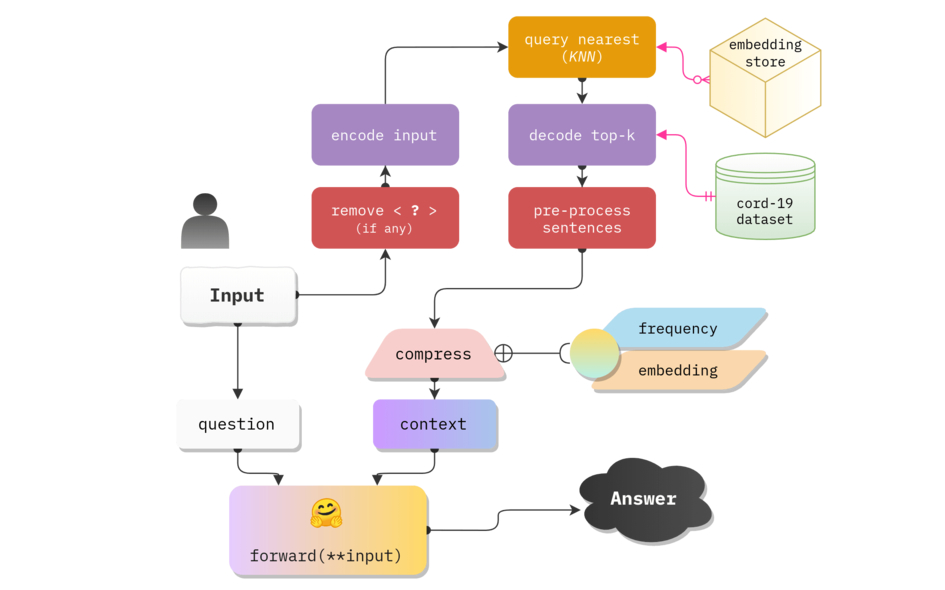 query nearest
(KNN)
embedding
store
encode input
decode top-k
remove < ? >
(if any)
pre-process
sentences
cord-19
dataset
Input
compress
frequency
embedding
question
context
Answer
forward(**input)